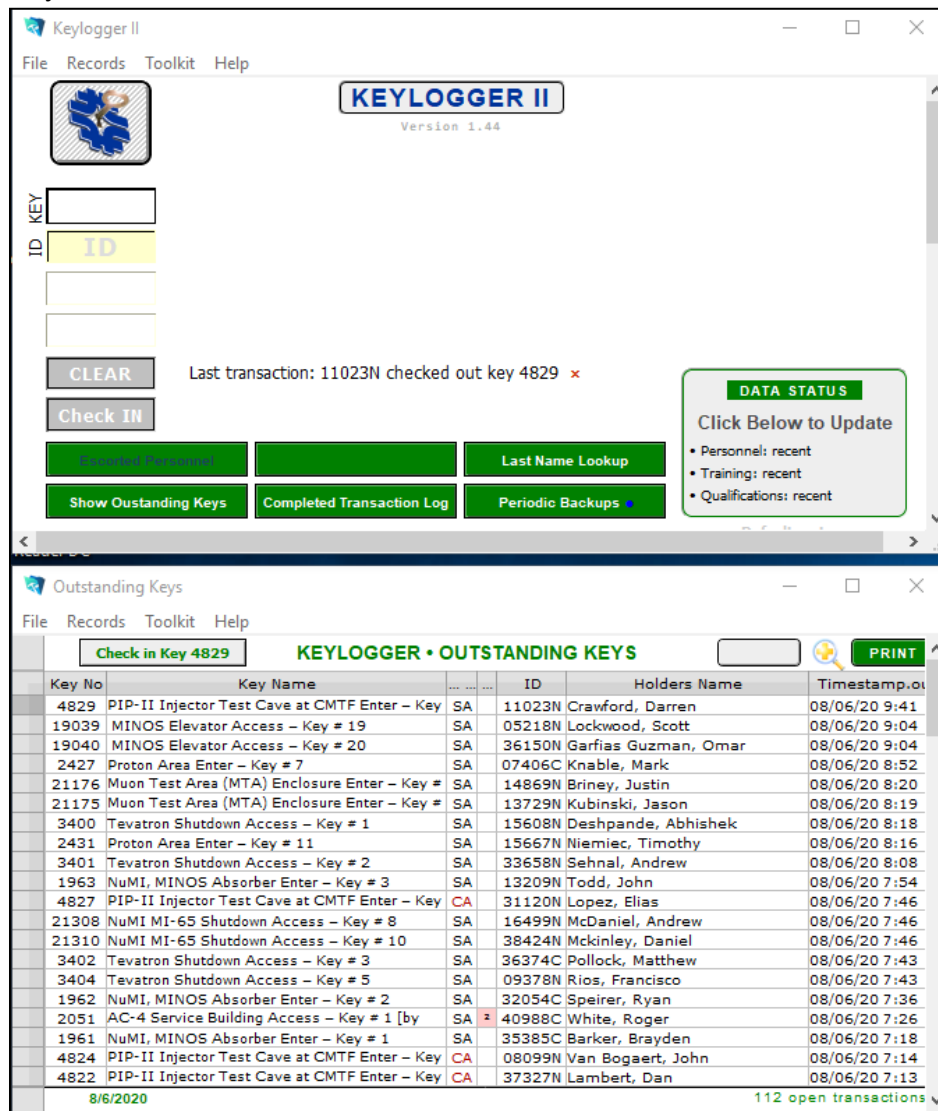 Keylogger II
File Records Toolkit Help
KEYLOGGER II
Version 1.44
KEY
ID ID
CLEAR
Last transaction: 11023N checked out key 4829 ×
Check IN
DATA STATUS
Click Below to Update
• Personnel: recent
• Training: recent
• Qualifications: recent
Escorted Personnel
Last Name Lookup
Show Oustanding Keys
Completed Transaction Log
Periodic Backups •
Outstanding Keys
File Records Toolkit Help
Check in Key 4829
KEYLOGGER • OUTSTANDING KEYS
PRINT
Key No Key Name ... ... ... ID Holders Name Timestamp.ou
4829 PIP-II Injector Test Cave at CMTF Enter – Key SA 11023N Crawford, Darren 08/06/20 9:41
19039 MINOS Elevator Access – Key # 19 SA 05218N Lockwood, Scott 08/06/20 9:04
19040 MINOS Elevator Access – Key # 20 SA 36150N Garfias Guzman, Omar 08/06/20 9:04
2427 Proton Area Enter – Key # 7 SA 07406C Knable, Mark 08/06/20 8:52
21176 Muon Test Area (MTA) Enclosure Enter – Key # SA 14869N Briney, Justin 08/06/20 8:20
21175 Muon Test Area (MTA) Enclosure Enter – Key # SA 13729N Kubinski, Jason 08/06/20 8:19
3400 Tevatron Shutdown Access – Key # 1 SA 15608N Deshpande, Abhishek 08/06/20 8:18
2431 Proton Area Enter – Key # 11 SA 15667N Niemiec, Timothy 08/06/20 8:16
3401 Tevatron Shutdown Access – Key # 2 SA 33658N Sehnal, Andrew 08/06/20 8:08
1963 NuMI, MINOS Absorber Enter – Key # 3 SA 13209N Todd, John 08/06/20 7:54
4827 PIP-II Injector Test Cave at CMTF Enter – Key CA 31120N Lopez, Elias 08/06/20 7:46
21308 NuMI MI-65 Shutdown Access – Key # 8 SA 16499N McDaniel, Andrew 08/06/20 7:46
21310 NuMI MI-65 Shutdown Access – Key # 10 SA 38424N Mckinley, Daniel 08/06/20 7:46
3402 Tevatron Shutdown Access – Key # 3 SA 36374C Pollock, Matthew 08/06/20 7:43
3404 Tevatron Shutdown Access – Key # 5 SA 09378N Rios, Francisco 08/06/20 7:43
1962 NuMI, MINOS Absorber Enter – Key # 2 SA 32054C Speirer, Ryan 08/06/20 7:36
2051 AC-4 Service Building Access – Key # 1 [by SA ² 40988C White, Roger 08/06/20 7:26
1961 NuMI, MINOS Absorber Enter – Key # 1 SA 35385C Barker, Brayden 08/06/20 7:18
4824 PIP-II Injector Test Cave at CMTF Enter – Key CA 08099N Van Bogaert, John 08/06/20 7:14
4822 PIP-II Injector Test Cave at CMTF Enter – Key CA 37327N Lambert, Dan 08/06/20 7:13
8/6/2020 112 open transactions